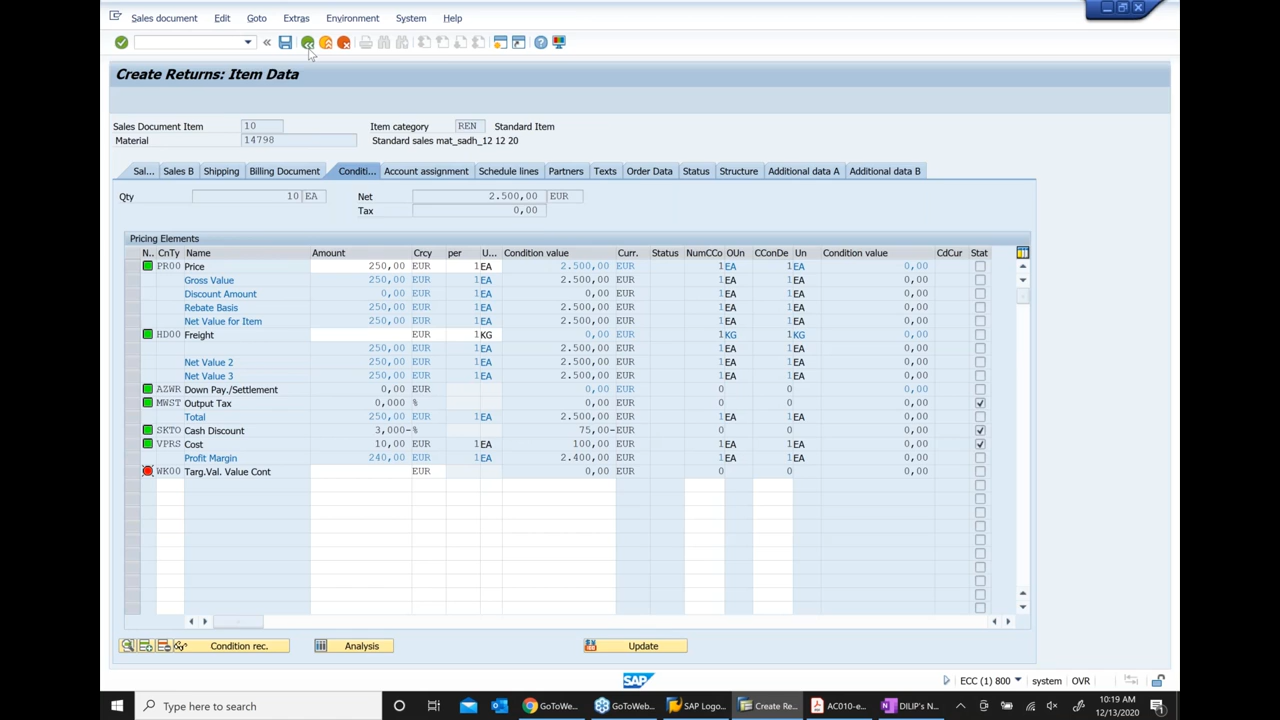 Sales document Edit Goto Extras Environment System Help
Create Returns: Item Data
Sales Document Item 10 Item category REN Standard Item
Material 14798 Standard sales mat_sadh_12 12 20
Sal... Sales B Shipping Billing Document Conditi... Account assignment Schedule lines Partners Texts Order Data Status Structure Additional data A Additional data B
Qty 10 EA Net 2.500,00 EUR
Tax 0,00
Pricing Elements
N.. CnTy Name Amount Crcy per U... Condition value Curr. Status NumCCo OUn CConDe Un Condition value CdCur Stat
PR00 Price 250,00 EUR 1 EA 2.500,00 EUR 1 EA 1 EA 0,00
Gross Value 250,00 EUR 1 EA 2.500,00 EUR 1 EA 1 EA 0,00
Discount Amount 0,00 EUR 1 EA 0,00 EUR 1 EA 1 EA 0,00
Rebate Basis 250,00 EUR 1 EA 2.500,00 EUR 1 EA 1 EA 0,00
Net Value for Item 250,00 EUR 1 EA 2.500,00 EUR 1 EA 1 EA 0,00
HD00 Freight EUR 1 KG 0,00 EUR 1 KG 1 KG 0,00
250,00 EUR 1 EA 2.500,00 EUR 1 EA 1 EA 0,00
Net Value 2 250,00 EUR 1 EA 2.500,00 EUR 1 EA 1 EA 0,00
Net Value 3 250,00 EUR 1 EA 2.500,00 EUR 1 EA 1 EA 0,00
AZWR Down Pay./Settlement 0,00 EUR 0,00 EUR 0 0 0,00
MWST Output Tax 0,000 % 0,00 EUR 0 0 0,00
Total 250,00 EUR 1 EA 2.500,00 EUR 1 EA 1 EA 0,00
SKTO Cash Discount 3,000- % 75,00- EUR 0 0 0,00
VPRS Cost 10,00 EUR 1 EA 100,00 EUR 1 EA 1 EA 0,00
Profit Margin 240,00 EUR 1 EA 2.400,00 EUR 1 EA 1 EA 0,00
WK00 Targ.Val. Value Cont EUR 0,00 EUR 0 0 0,00
Condition rec. Analysis Update
SAP ECC (1) 800 system OVR
Type here to search GoToWe... GoToWeb... SAP Logo... Create Re... AC010-e... DILIP's N... 10:19 AM
12/13/2020